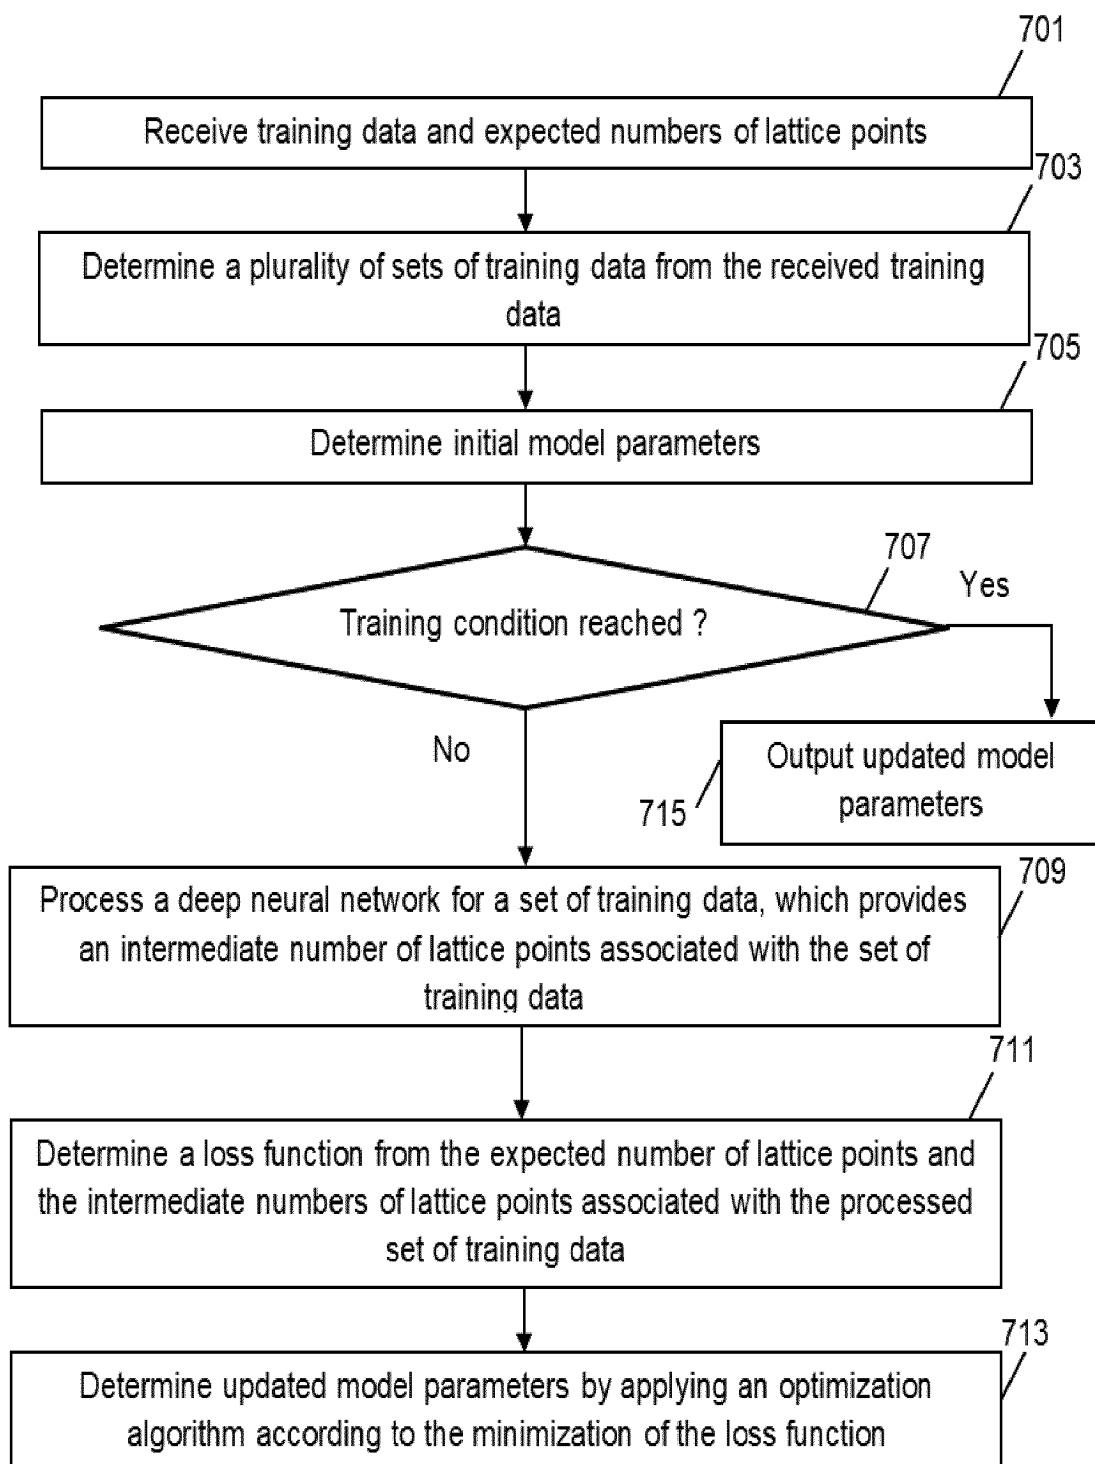 701
Receive training data and expected numbers of lattice points
703
Determine a plurality of sets of training data from the received training
data
705
Determine initial model parameters
707
Yes
Training condition reached ?
No
Output updated model
parameters
715
709
Process a deep neural network for a set of training data, which provides
an intermediate number of lattice points associated with the set of
training data
711
Determine a loss function from the expected number of lattice points and
the intermediate numbers of lattice points associated with the processed
set of training data
713
Determine updated model parameters by applying an optimization
algorithm according to the minimization of the loss function